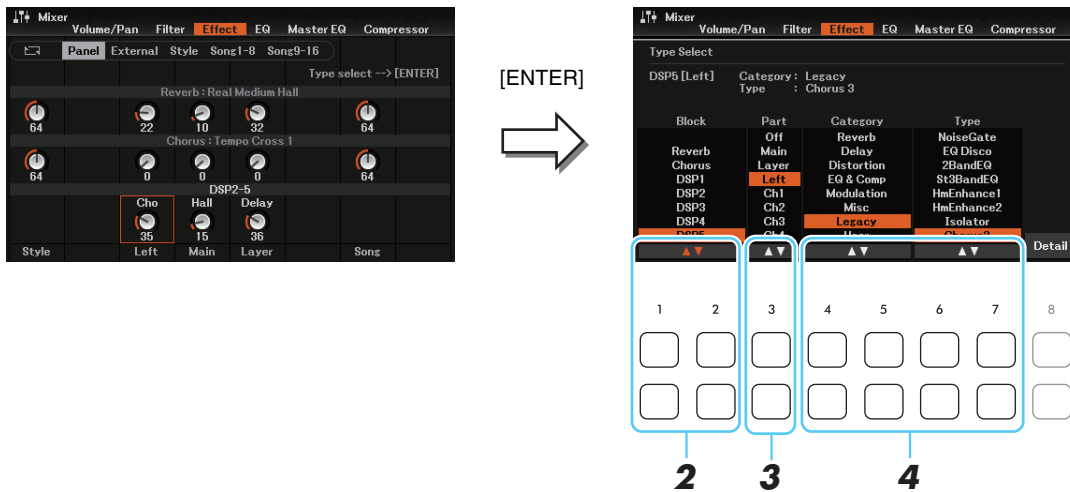 Mixer
Volume/Pan Filter Effect EQ Master EQ Compressor
Panel External Style Song1-8 Song9-16
Type select --> [ENTER]
Reverb : Real Medium Hall
64 22 10 32 64
Chorus : Tempo Cross 1
64 0 0 0 64
DSP2-5
Cho Hall Delay
35 15 36
Style Left Main Layer Song
[ENTER]
Mixer
Volume/Pan Filter Effect EQ Master EQ Compressor
Type Select
DSP5 [Left] Category : Legacy
Type : Chorus 3
Block Part Category Type
Off Reverb NoiseGate
Reverb Main Delay EQ Disco
Chorus Layer Distortion 2BandEQ
DSP1 Left EQ & Comp St3BandEQ
DSP2 Ch1 Modulation HmEnhance1
DSP3 Ch2 Misc HmEnhance2
DSP4 Ch3 Legacy Isolator
DSP5 Ch4 User Chorus3
Detail
1 2 3 4 5 6 7 8
2 3 4